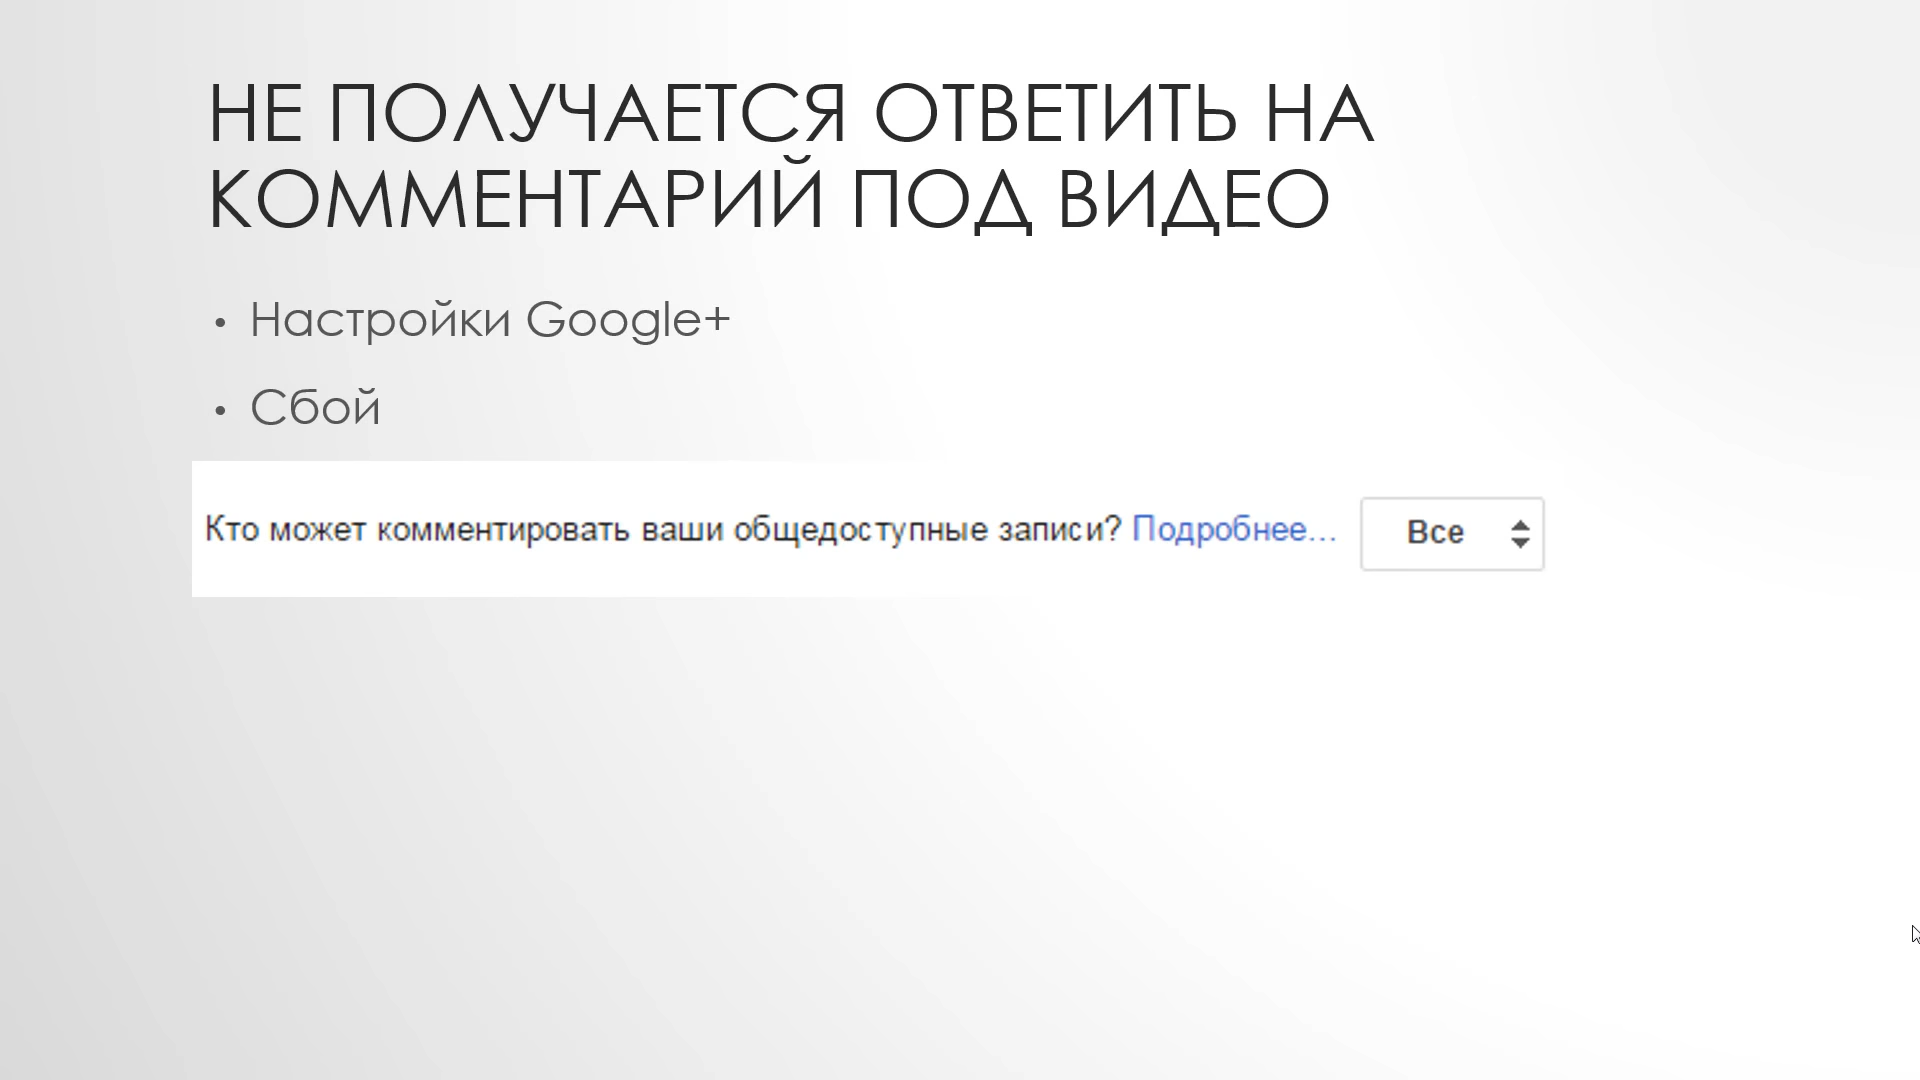 НЕ ПОЛУЧАЕТСЯ ОТВЕТИТЬ НА
КОММЕНТАРИЙ ПОД ВИДЕО
• Настройки Google+
• Сбой
Кто может комментировать ваши общедоступные записи? Подробнее... Все